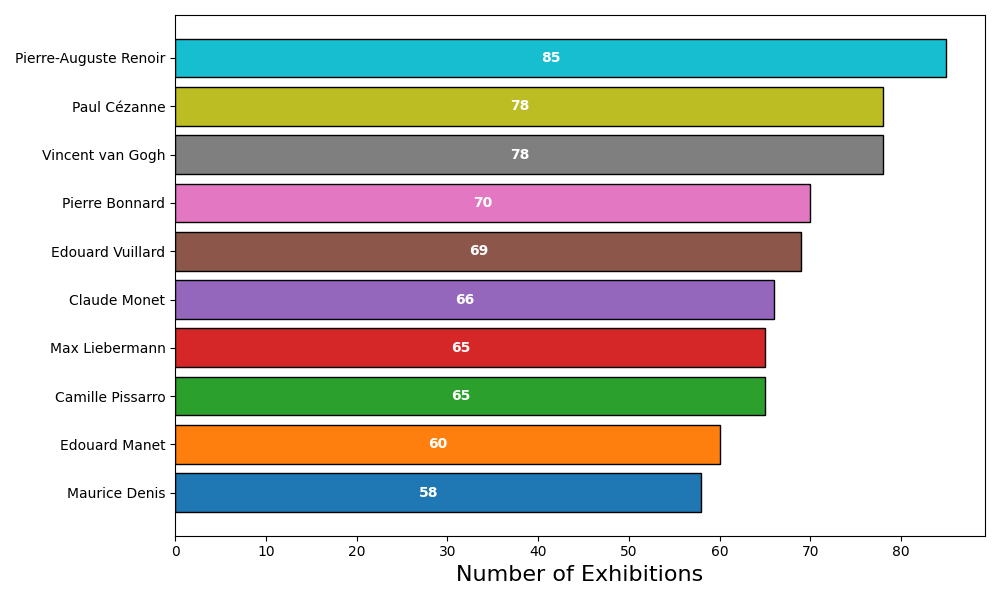 Pierre-Auguste Renoir 85
Paul Cézanne 78
Vincent van Gogh 78
Pierre Bonnard 70
Edouard Vuillard 69
Claude Monet 66
Max Liebermann 65
Camille Pissarro 65
Edouard Manet 60
Maurice Denis 58
0 10 20 30 40 50 60 70 80
Number of Exhibitions